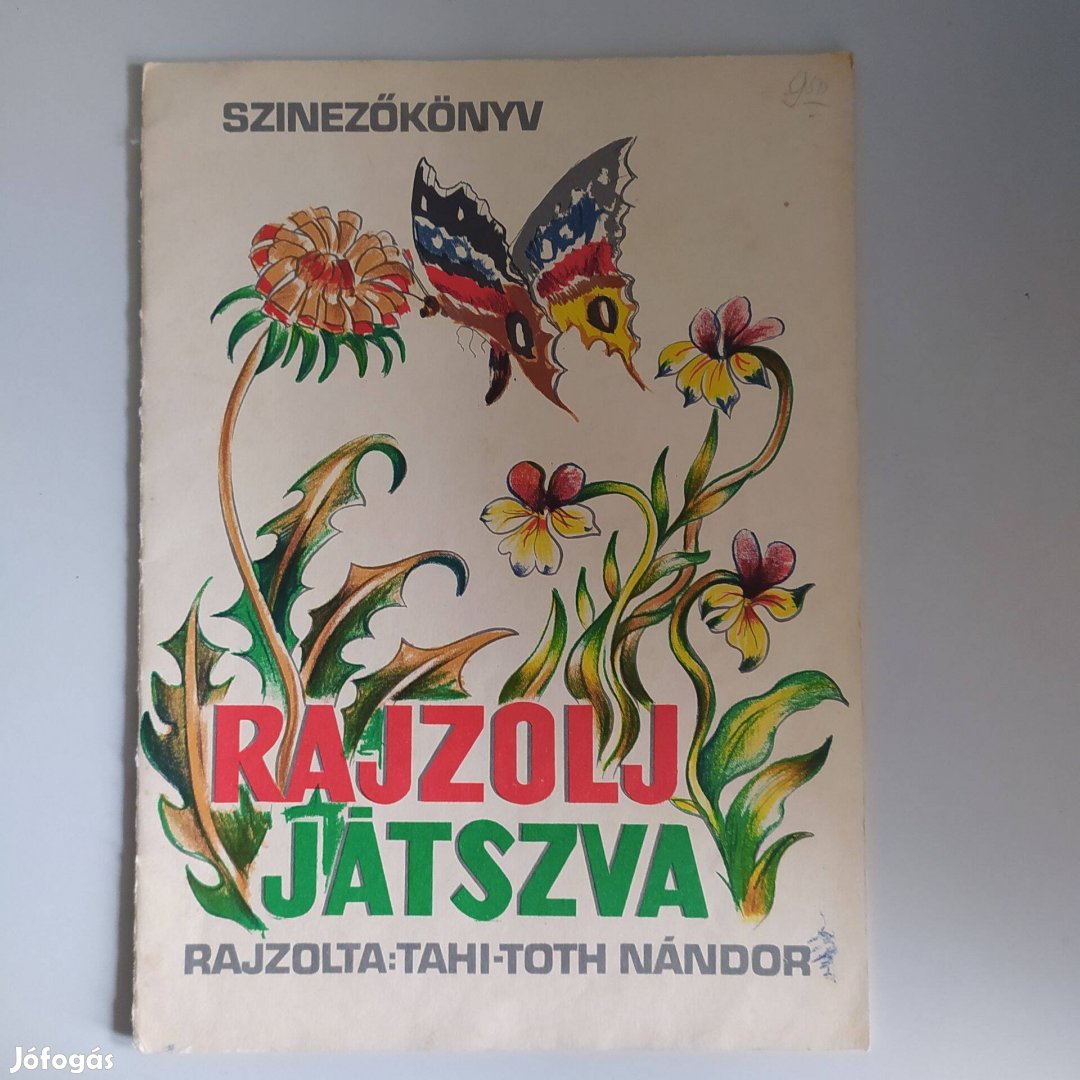 SZINEZŐKÖNYV
RAJZOLJ
JÁTSZVA
RAJZOLTA: TAHI-TOTH NÁNDOR
Jófogás